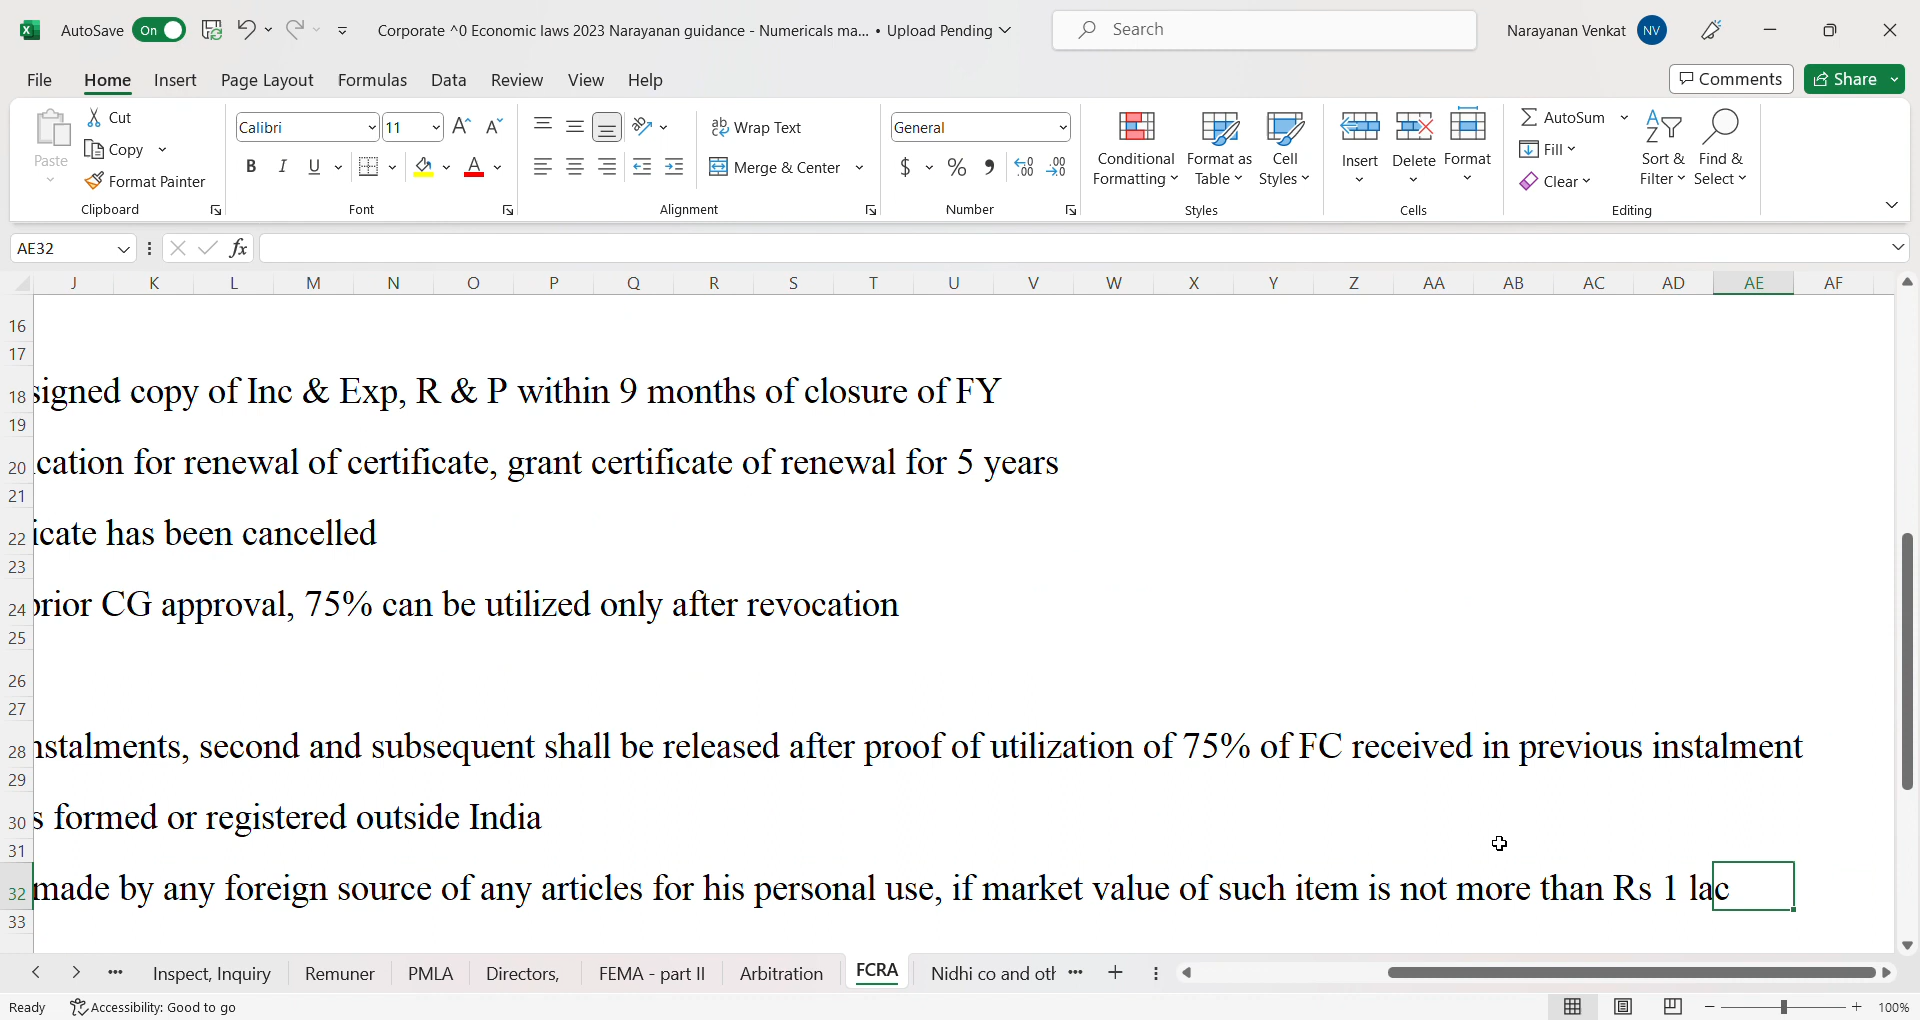 AutoSave On Corporate ^0 Economic laws 2023 Narayanan guidance - Numericals ma... • Upload Pending Search Narayanan Venkat NV
File Home Insert Page Layout Formulas Data Review View Help Comments Share
Paste Cut Copy Format Painter Clipboard
Calibri 11 B I U A Font
Wrap Text Merge & Center Alignment
General $ % Number
Conditional Formatting Format as Table Cell Styles Styles
Insert Delete Format Cells
AutoSum Fill Clear Sort & Filter Find & Select Editing
AE32 fx
J K L M N O P Q R S T U V W X Y Z AA AB AC AD AE AF
16
17
18 signed copy of Inc & Exp, R & P within 9 months of closure of FY
19
20 cation for renewal of certificate, grant certificate of renewal for 5 years
21
22 icate has been cancelled
23
24 prior CG approval, 75% can be utilized only after revocation
25
26
27
28 nstalments, second and subsequent shall be released after proof of utilization of 75% of FC received in previous instalment
29
30 s formed or registered outside India
31
32 made by any foreign source of any articles for his personal use, if market value of such item is not more than Rs 1 lac
33
Inspect, Inquiry Remuner PMLA Directors, FEMA - part II Arbitration FCRA Nidhi co and oth
Ready Accessibility: Good to go 100%